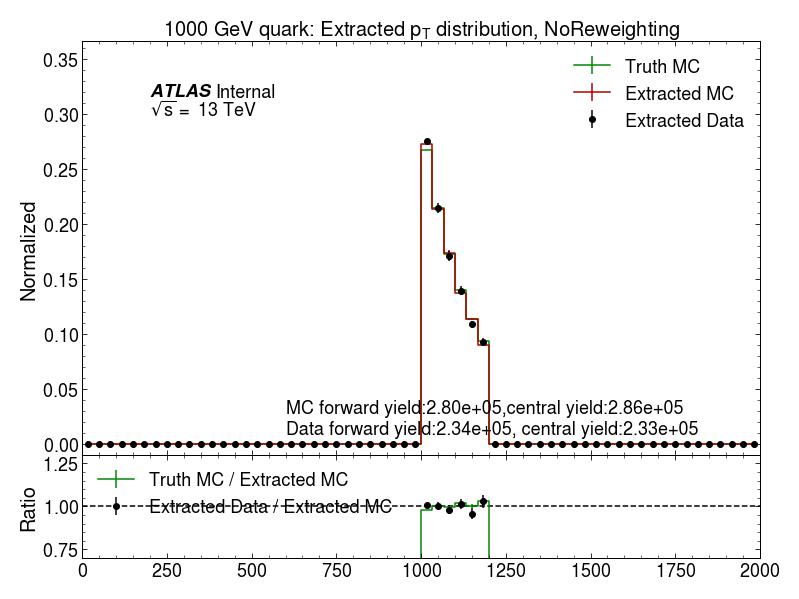 1000 GeV quark: Extracted pT distribution, NoReweighting
0.35
0.30
0.25
0.20
0.15
0.10
0.05
0.00
Normalized
ATLAS Internal
√s = 13 TeV
Truth MC
Extracted MC
Extracted Data
MC forward yield:2.80e+05,central yield:2.86e+05
Data forward yield:2.34e+05, central yield:2.33e+05
1.25
1.00
0.75
Ratio
Truth MC / Extracted MC
Extracted Data / Extracted MC
0 250 500 750 1000 1250 1500 1750 2000